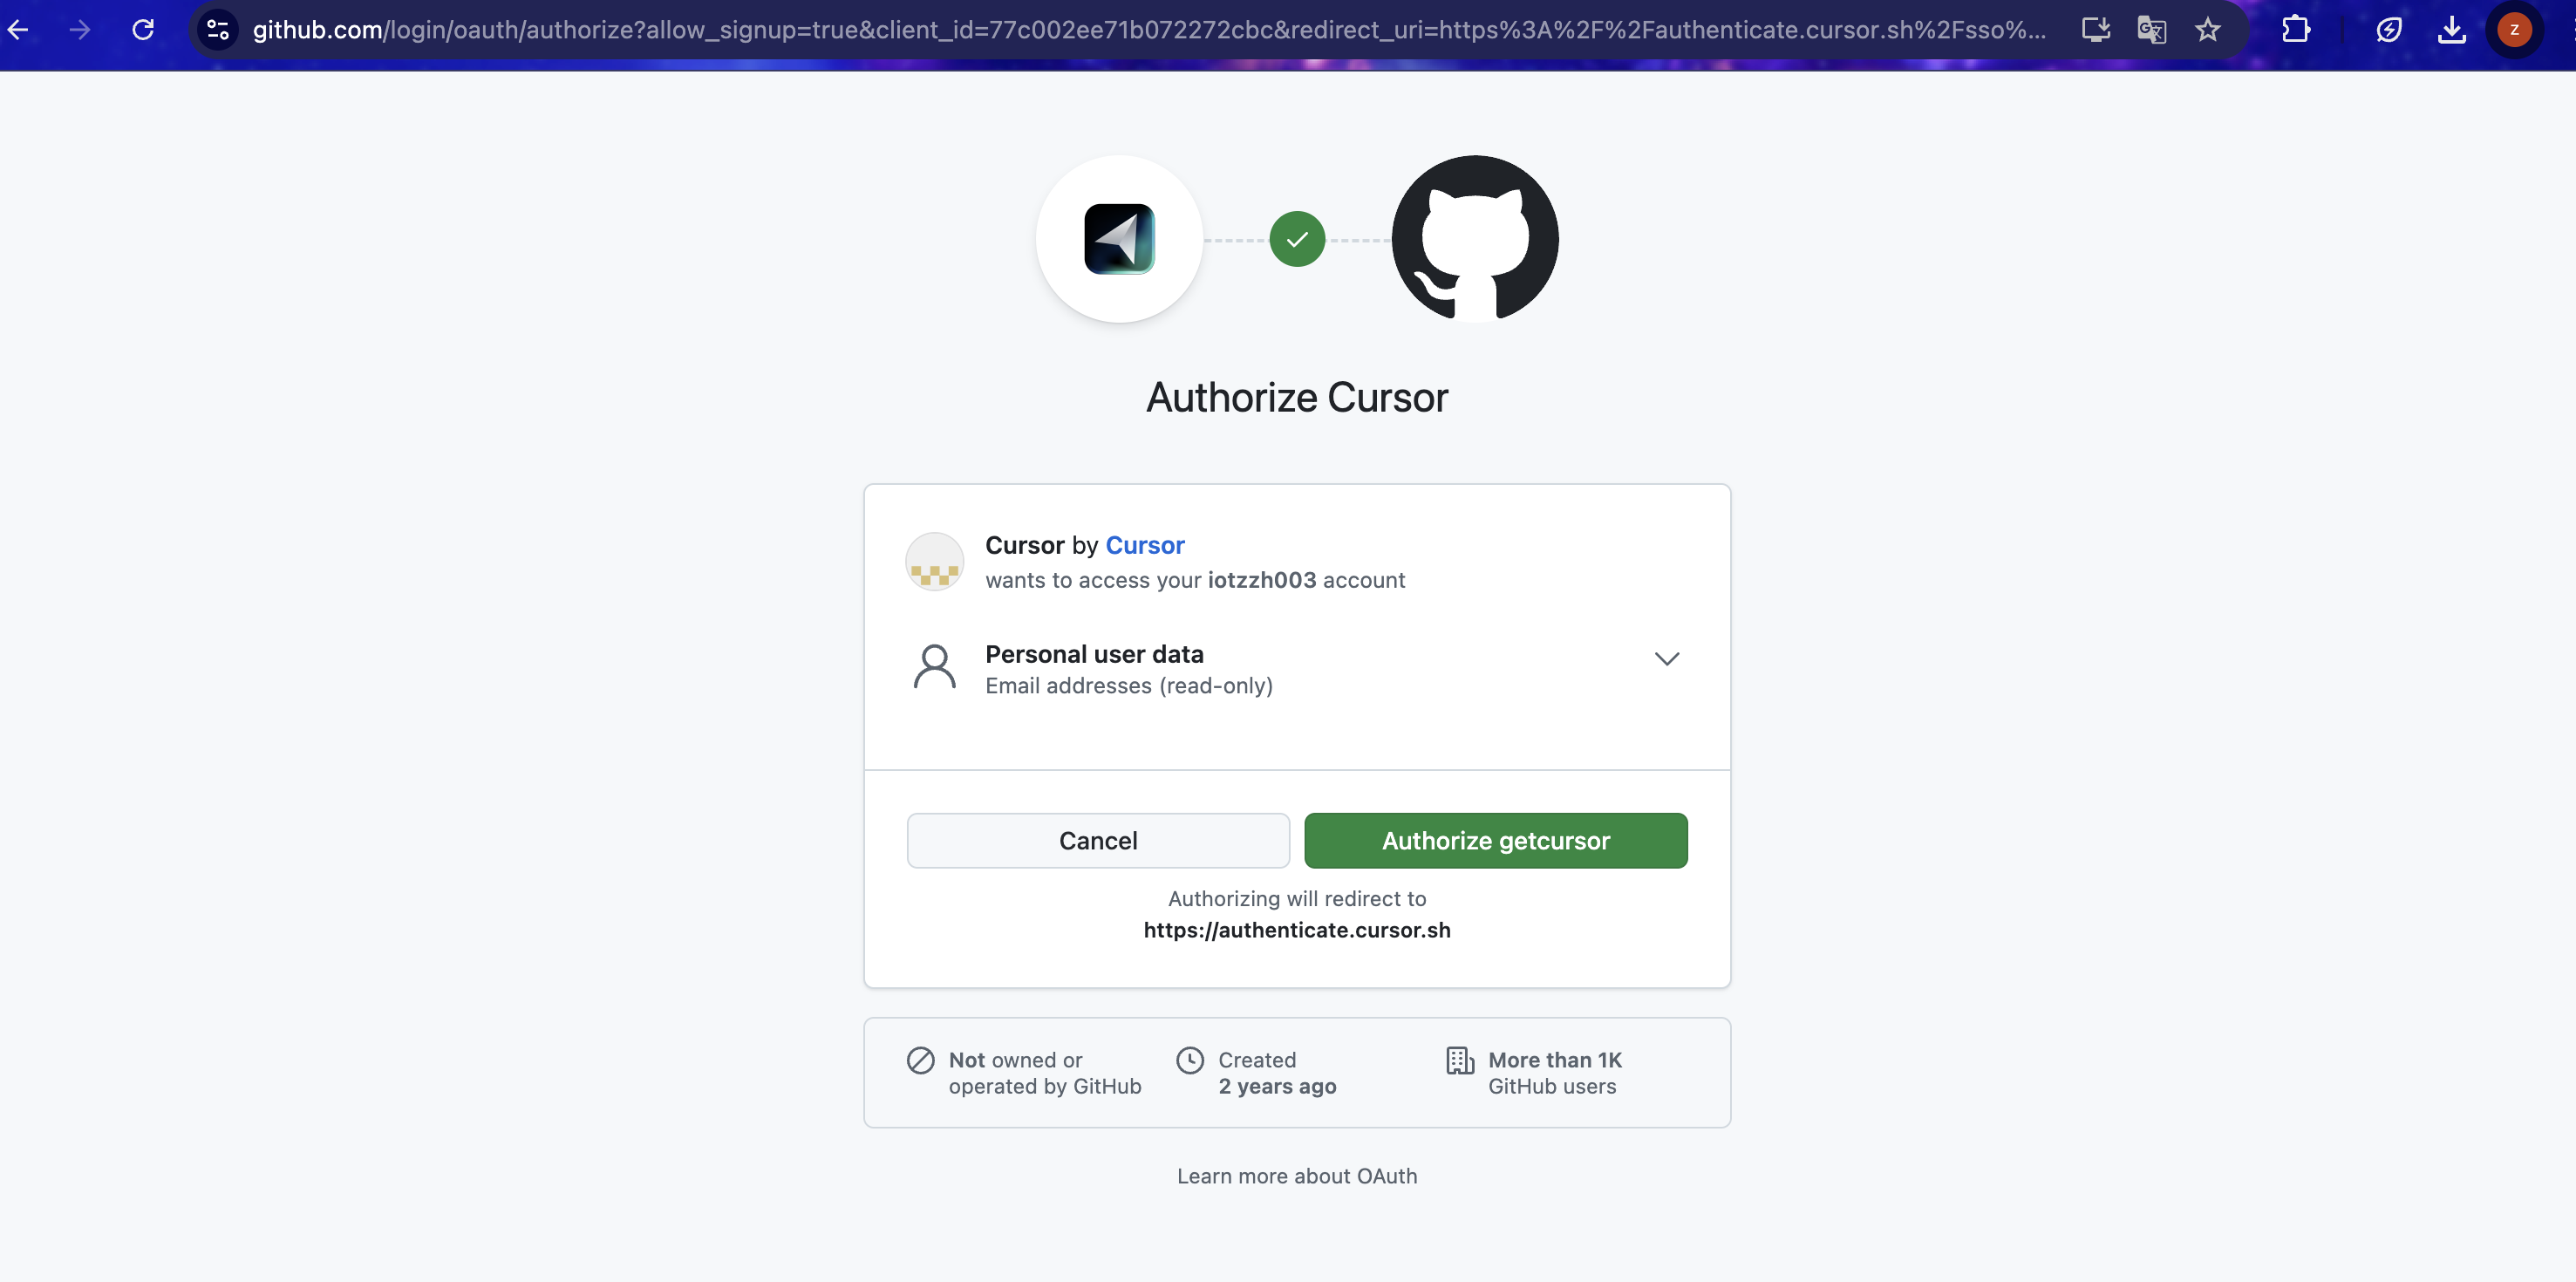 github.com/login/oauth/authorize?allow_signup=true&client_id=77c002ee71b072272cbc&redirect_uri=https%3A%2F%2Fauthenticate.cursor.sh%2Fsso%...
Z
Authorize Cursor
Cursor by Cursor
wants to access your iotzzh003 account
Personal user data
Email addresses (read-only)
Cancel
Authorize getcursor
Authorizing will redirect to
https://authenticate.cursor.sh
Not owned or
operated by GitHub
Created
2 years ago
More than 1K
GitHub users
Learn more about OAuth